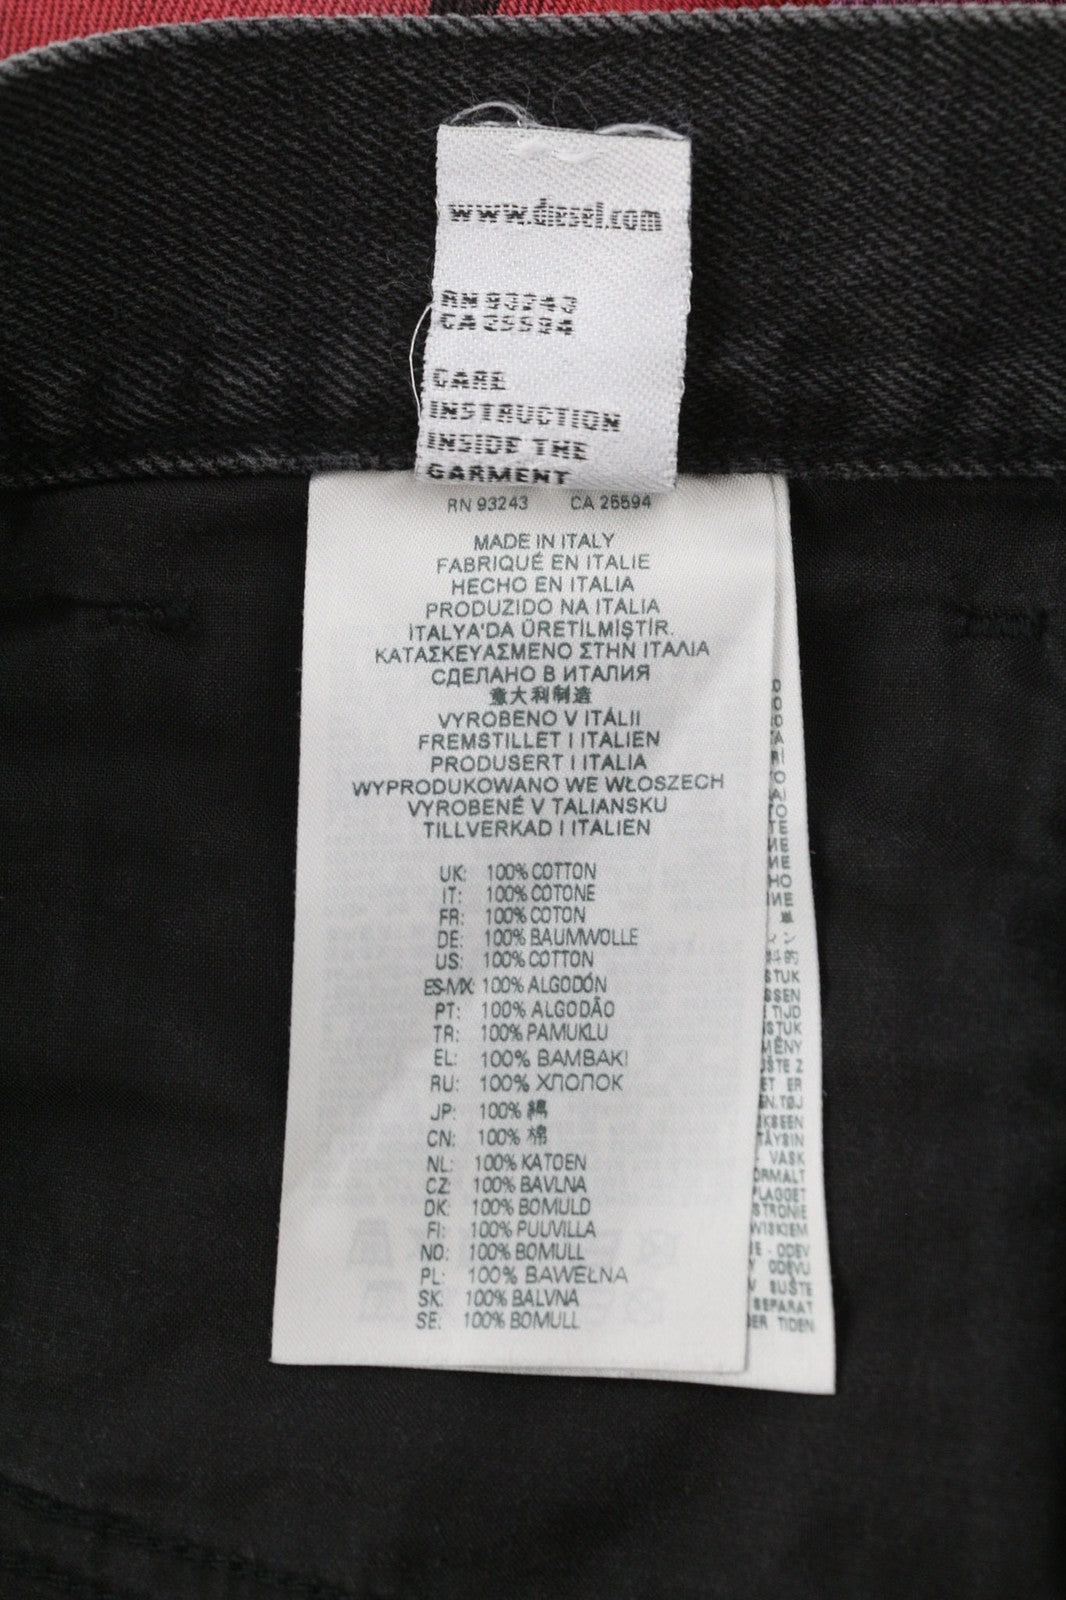 www.diesel.com
RN 93243
CA 25594
CARE
INSTRUCTION
INSIDE THE
GARMENT
RN 93243 CA 25594
MADE IN ITALY
FABRIQUÉ EN ITALIE
HECHO EN ITALIA
PRODUZIDO NA ITALIA
İTALYA'DA ÜRETİLMİŞTİR.
ΚΑΤΑΣΚΕΥΑΣΜΕΝΟ ΣΤΗΝ ΙΤΑΛΙΑ
СДЕЛАНО В ИТАЛИЯ
意大利制造
VYROBENO V ITÁLII
FREMSTILLET I ITALIEN
PRODUSERT I ITALIA
WYPRODUKOWANO WE WŁOSZECH
VYROBENÉ V TALIANSKU
TILLVERKAD I ITALIEN
UK: 100% COTTON
IT: 100% COTONE
FR: 100% COTON
DE: 100% BAUMWOLLE
US: 100% COTTON
ES-MX: 100% ALGODÓN
PT: 100% ALGODÃO
TR: 100% PAMUKLU
EL: 100% BAMBAKI
RU: 100% ХЛОПОК
JP: 100% 綿
CN: 100% 棉
NL: 100% KATOEN
CZ: 100% BAVLNA
DK: 100% BOMULD
FI: 100% PUUVILLA
NO: 100% BOMULL
PL: 100% BAWEŁNA
SK: 100% BALVNA
SE: 100% BOMULL